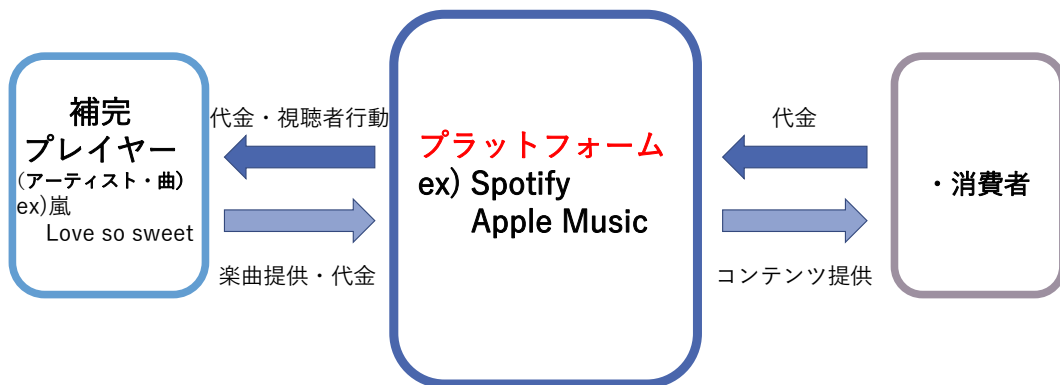 補完
プレイヤー
(アーティスト・曲)
ex)嵐
Love so sweet
代金・視聴者行動
楽曲提供・代金
プラットフォーム
ex) Spotify
Apple Music
代金
コンテンツ提供
・消費者